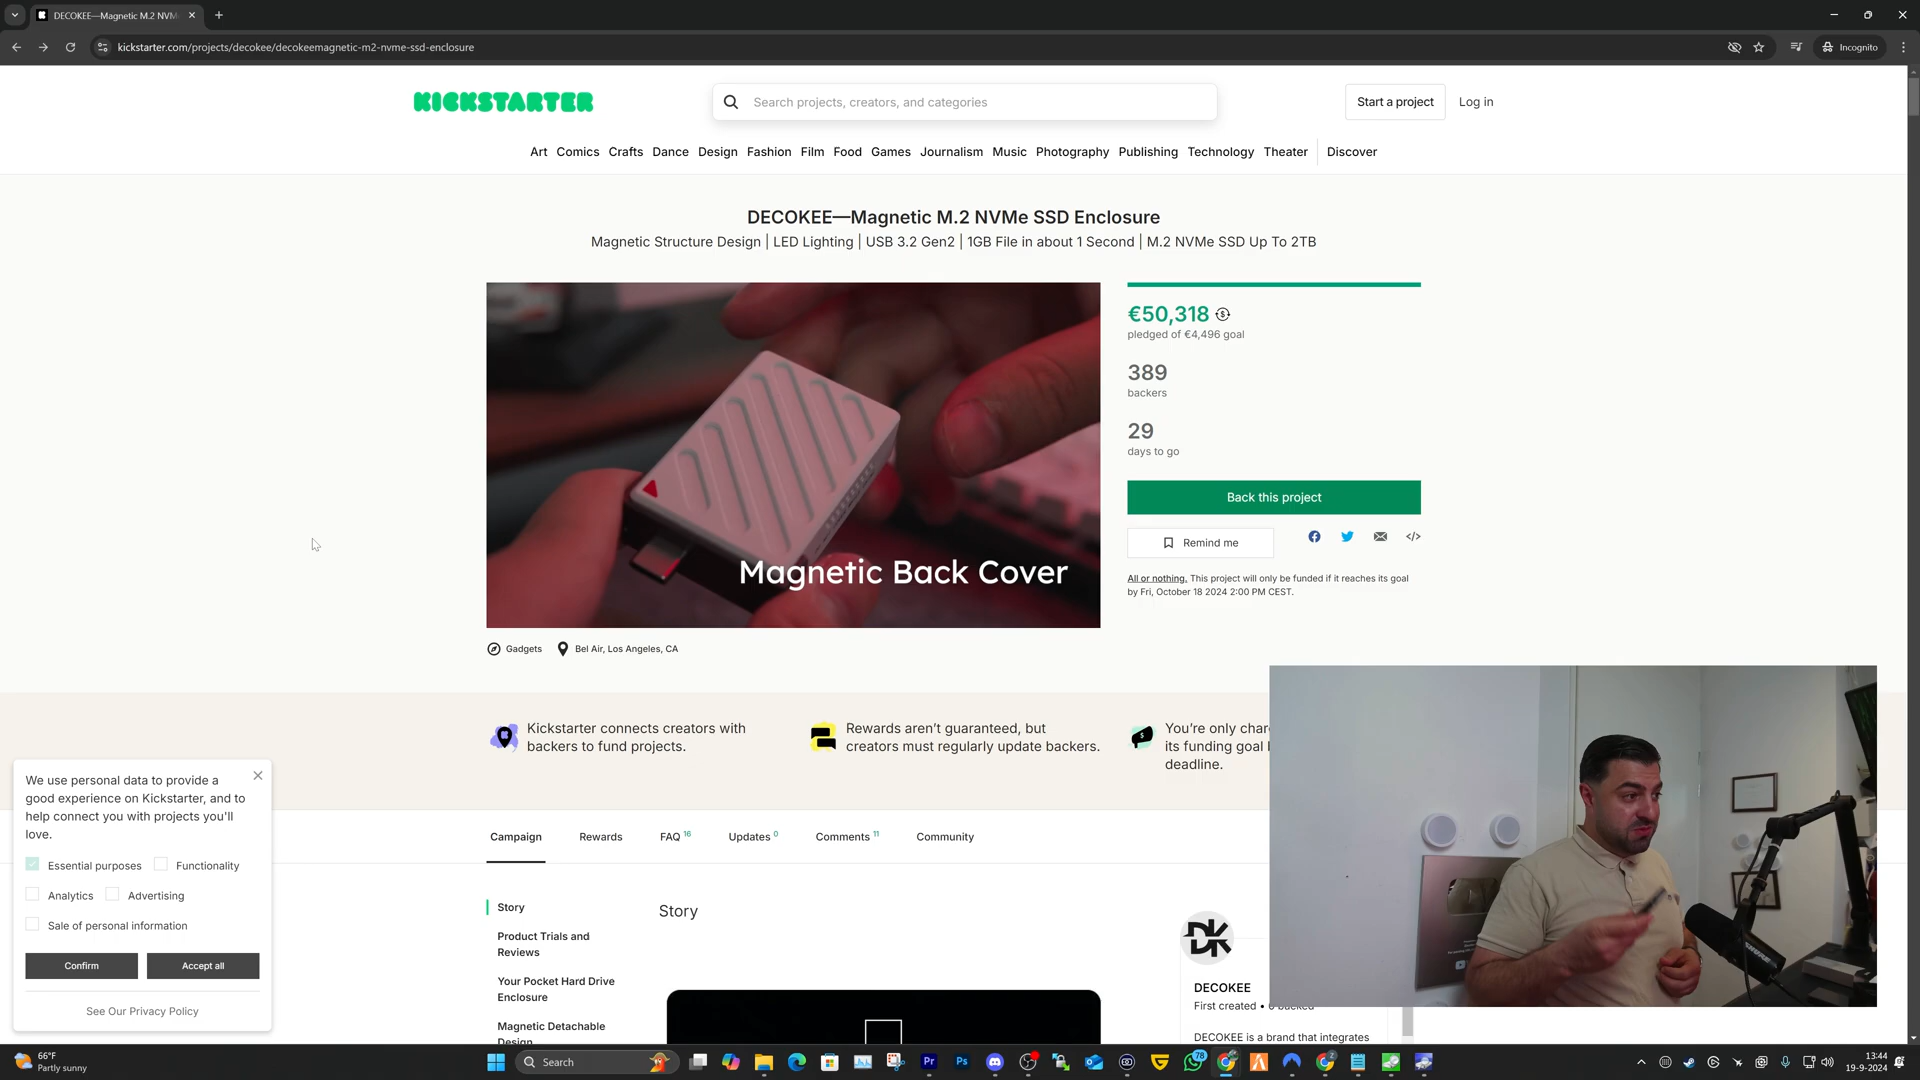 DECOKEE—Magnetic M.2 NVM
kickstarter.com/projects/decokee/decokeemagnetic-m2-nvme-ssd-enclosure
Incognito
KICKSTARTER
Search projects, creators, and categories
Start a project
Log in
Art Comics Crafts Dance Design Fashion Film Food Games Journalism Music Photography Publishing Technology Theater Discover
DECOKEE—Magnetic M.2 NVMe SSD Enclosure
Magnetic Structure Design | LED Lighting | USB 3.2 Gen2 | 1GB File in about 1 Second | M.2 NVMe SSD Up To 2TB
Magnetic Back Cover
€50,318
pledged of €4,496 goal
389
backers
29
days to go
Back this project
Remind me
All or nothing. This project will only be funded if it reaches its goal
by Fri, October 18 2024 2:00 PM CEST.
Gadgets
Bel Air, Los Angeles, CA
Kickstarter connects creators with
backers to fund projects.
Rewards aren't guaranteed, but
creators must regularly update backers.
You're only char
its funding goal
deadline.
We use personal data to provide a
good experience on Kickstarter, and to
help connect you with projects you'll
love.
Essential purposes
Functionality
Analytics
Advertising
Sale of personal information
Confirm
Accept all
See Our Privacy Policy
Campaign
Rewards
FAQ 16
Updates 0
Comments 11
Community
Story
Product Trials and
Reviews
Your Pocket Hard Drive
Enclosure
Magnetic Detachable
Design
Story
DK
DECOKEE
First created • 0 backed
DECOKEE is a brand that integrates
SHURE
66°F
Partly sunny
Search
Pr
Ps
78
2
13:44
19-9-2024